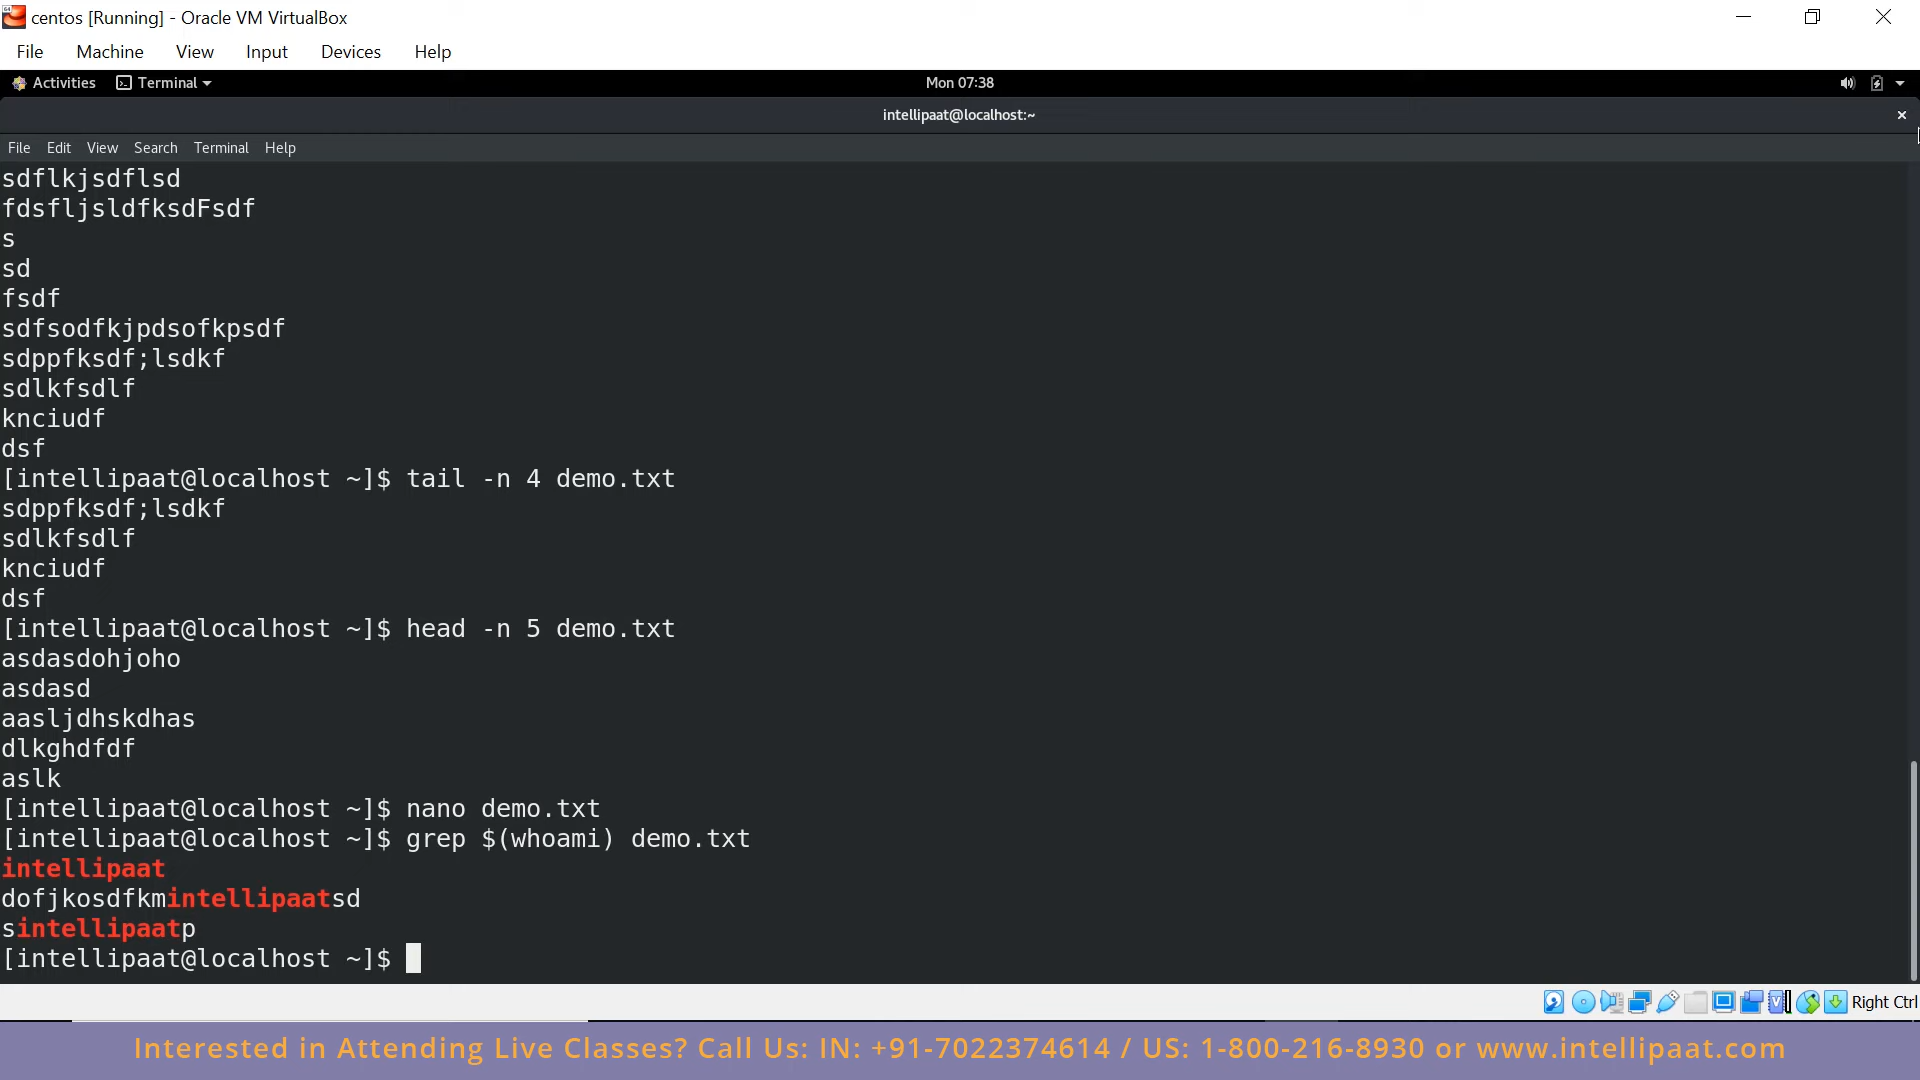 centos [Running] - Oracle VM VirtualBox
File Machine View Input Devices Help
Activities Terminal Mon 07:38
intellipaat@localhost:~
File Edit View Search Terminal Help
sdflkjsdflsd
fdsfljsldfksdFsdf
s
sd
fsdf
sdfsodfkjpdsofkpsdf
sdppfksdf;lsdkf
sdlkfsdlf
knciudf
dsf
[intellipaat@localhost ~]$ tail -n 4 demo.txt
sdppfksdf;lsdkf
sdlkfsdlf
knciudf
dsf
[intellipaat@localhost ~]$ head -n 5 demo.txt
asdasdohjoho
asdasd
aasljdhskdhas
dlkghdfdf
aslk
[intellipaat@localhost ~]$ nano demo.txt
[intellipaat@localhost ~]$ grep $(whoami) demo.txt
intellipaat
dofjkosdfkmintellipaatsd
sintellipaatp
[intellipaat@localhost ~]$
Right Ctrl
Interested in Attending Live Classes? Call Us: IN: +91-7022374614 / US: 1-800-216-8930 or www.intellipaat.com